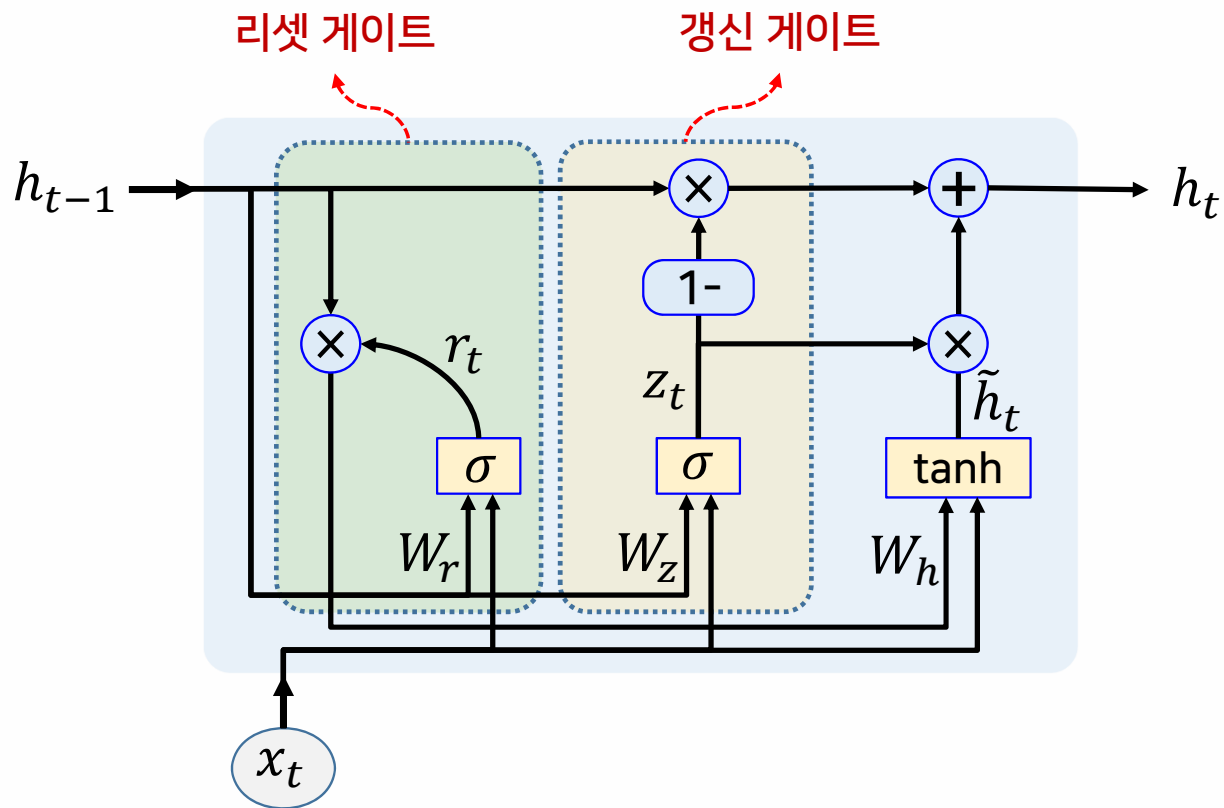 리셋 게이트
갱신 게이트
h_{t-1}
×
+
h_t
1-
×
r_t
z_t
×
h̃_t
σ
σ
tanh
W_r
W_z
W_h
x_t